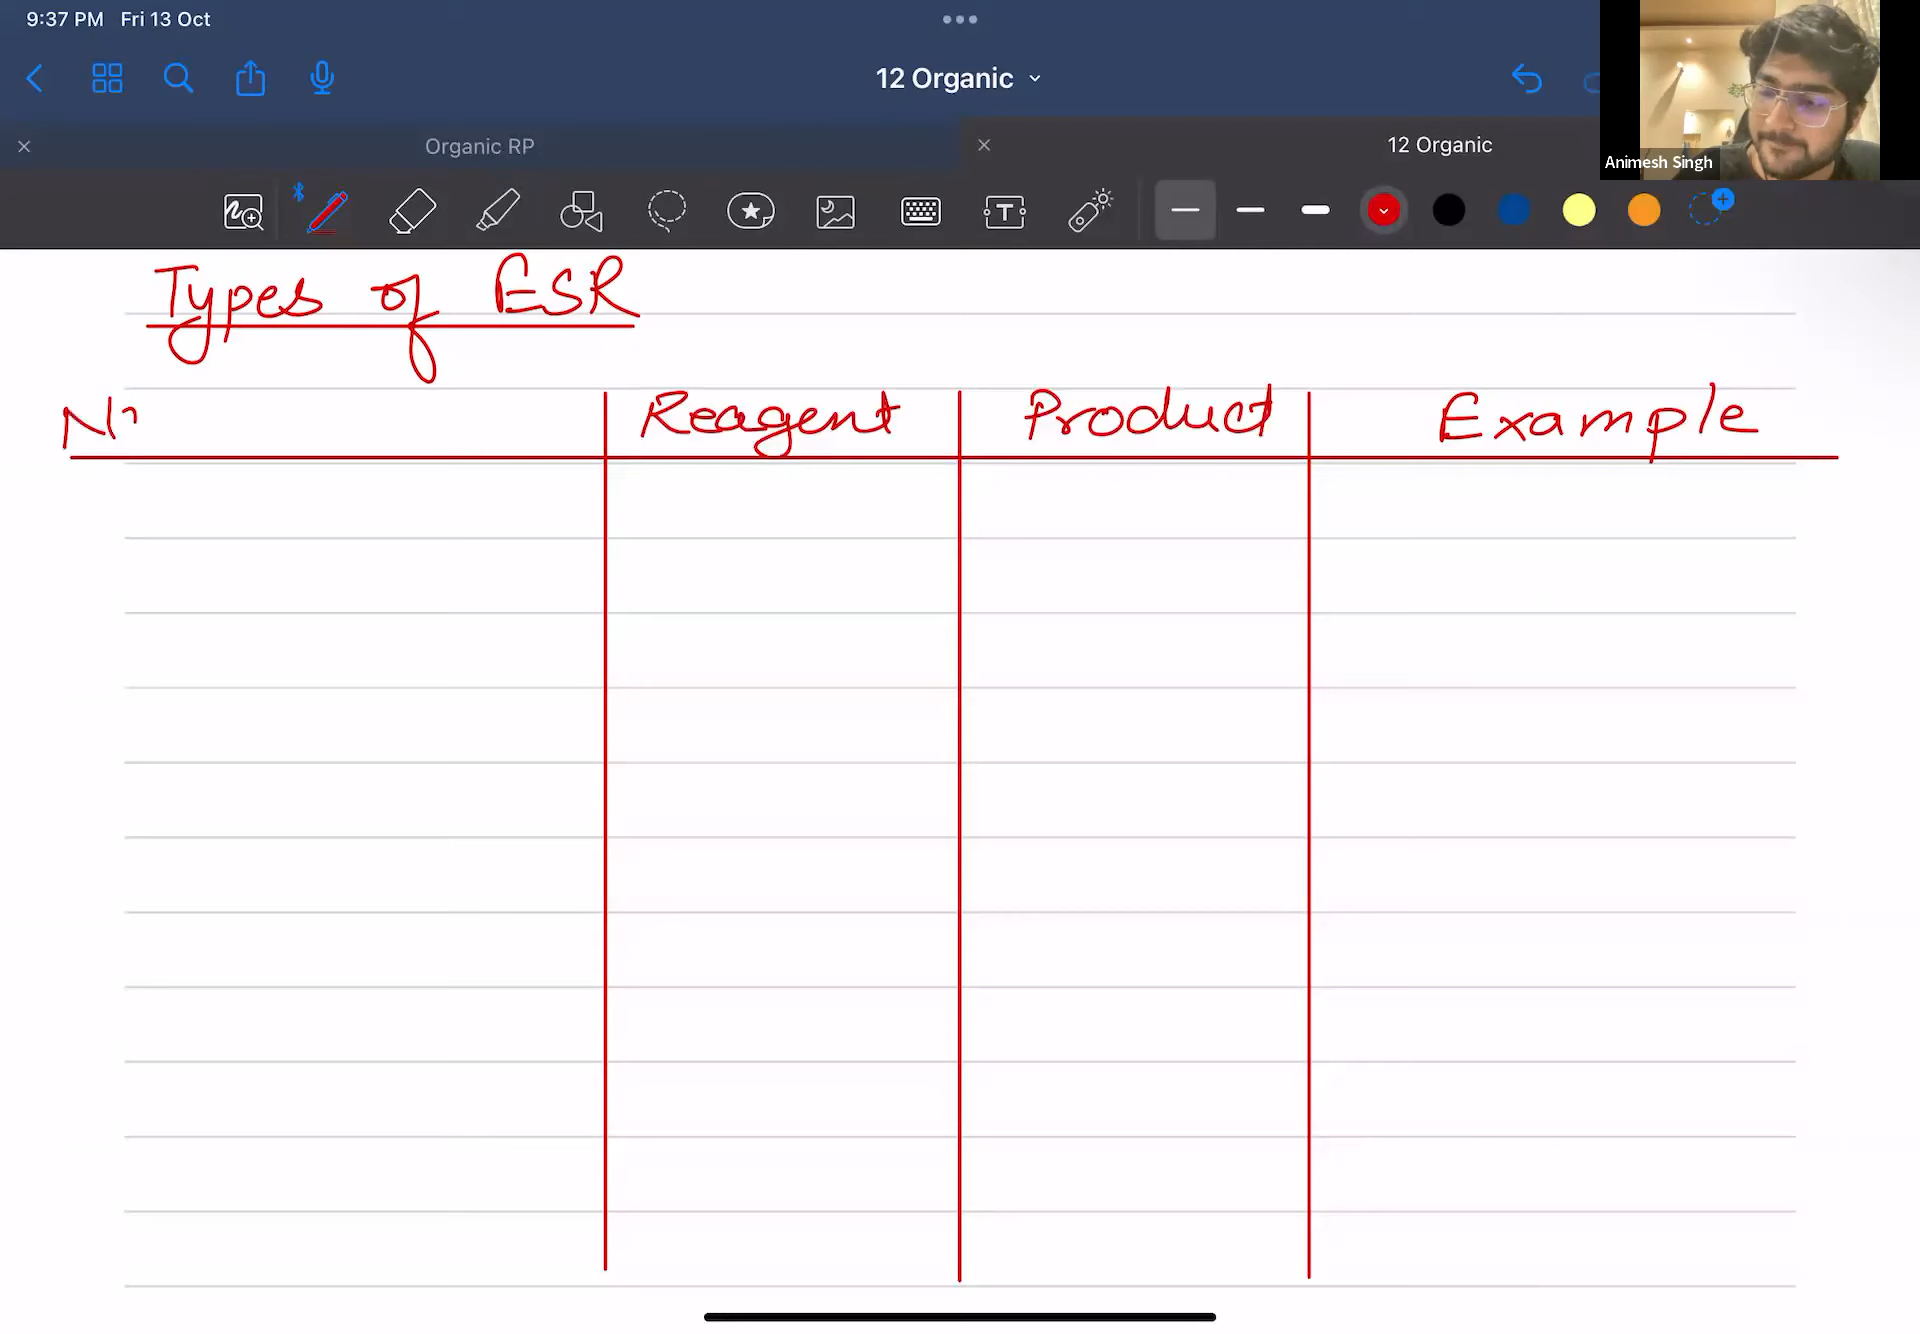 9:37 PM Fri 13 Oct
12 Organic
Organic RP
12 Organic
Animesh Singh
T
Types of ESR
Reagent Product Example